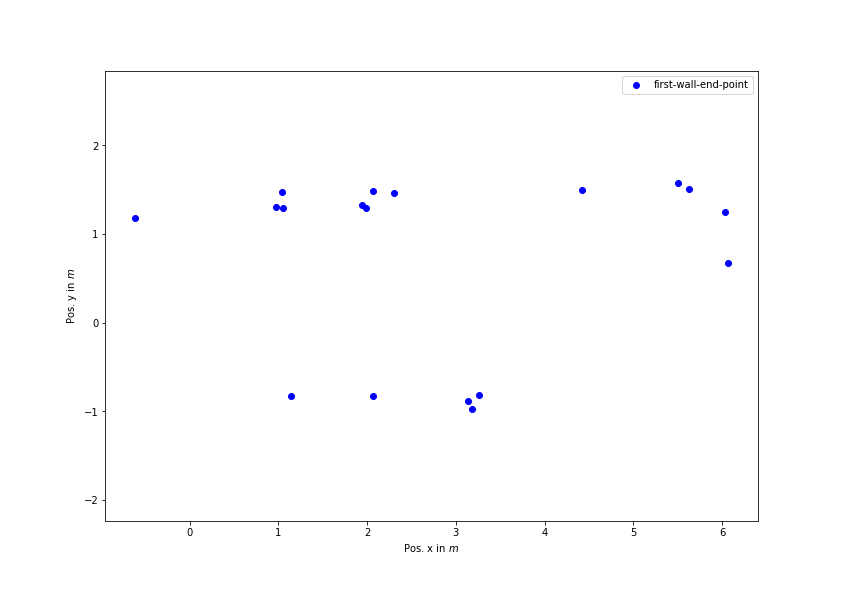 first-wall-end-point
2
1
0
−1
−2
Pos. y in m
0 1 2 3 4 5 6
Pos. x in m